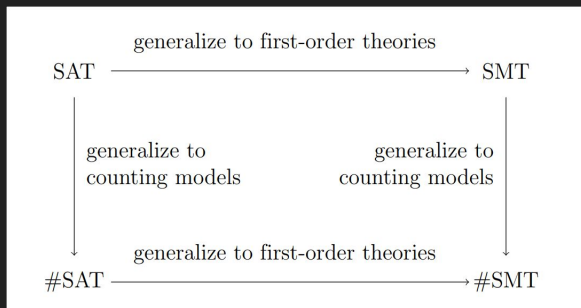 generalize to first-order theories
SAT SMT
generalize to generalize to
counting models counting models
generalize to first-order theories
#SAT #SMT